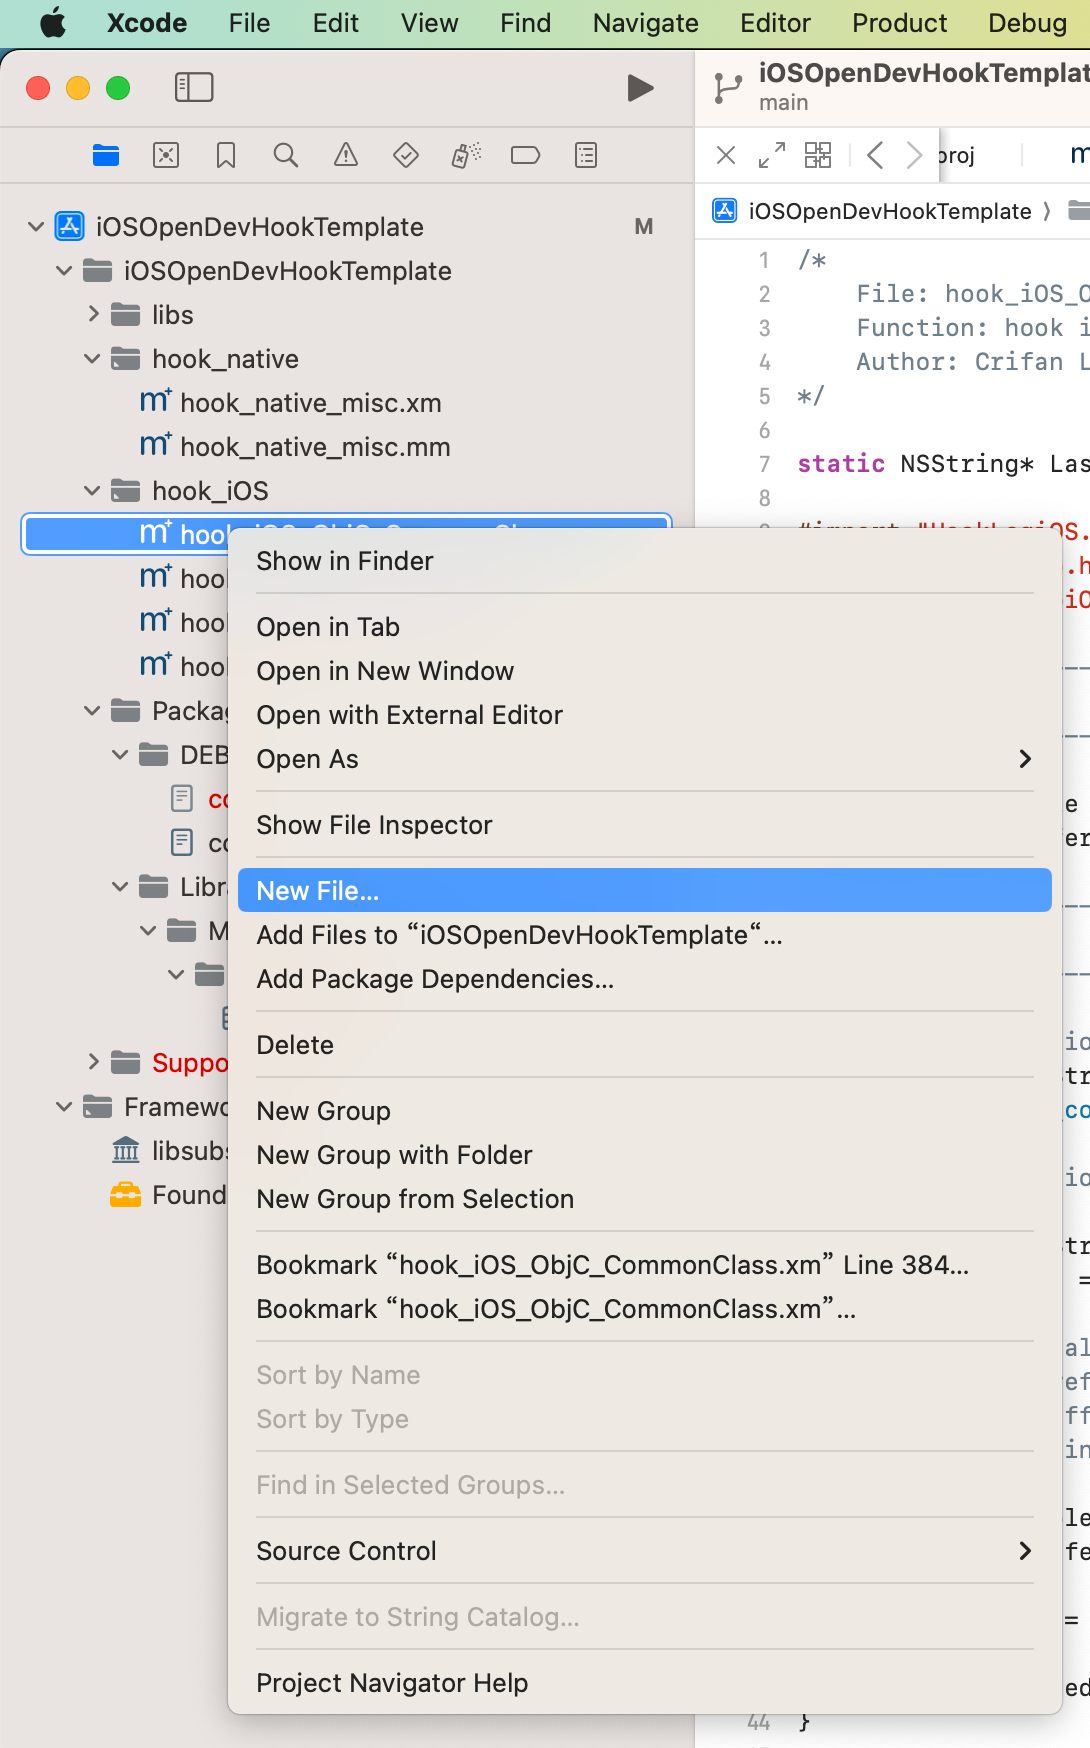 Xcode File Edit View Find Navigate Editor Product Debug
iOSOpenDevHookTemplat
main
proj
iOSOpenDevHookTemplate M
iOSOpenDevHookTemplate
libs
hook_native
hook_native_misc.xm
hook_native_misc.mm
hook_iOS
hoo
hoo
hoo
hoo
Packag
DEB
co
co
Libr
M
Suppo
Framewo
libsubs
Found
Show in Finder
Open in Tab
Open in New Window
Open with External Editor
Open As
Show File Inspector
New File...
Add Files to “iOSOpenDevHookTemplate“...
Add Package Dependencies...
Delete
New Group
New Group with Folder
New Group from Selection
Bookmark “hook_iOS_ObjC_CommonClass.xm” Line 384...
Bookmark “hook_iOS_ObjC_CommonClass.xm”...
Sort by Name
Sort by Type
Find in Selected Groups...
Source Control
Migrate to String Catalog...
Project Navigator Help
iOSOpenDevHookTemplate
1 /*
2 File: hook_iOS_O
3 Function: hook i
4 Author: Crifan L
5 */
6
7 static NSString* Las
8
.h
iO
44 }